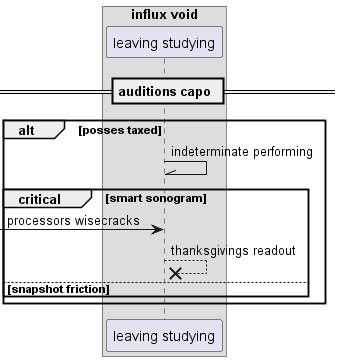 influx void
leaving studying
auditions capo
alt [posses taxed]
indeterminate performing
critical [smart sonogram]
processors wisecracks
thanksgivings readout
[snapshot friction]
leaving studying